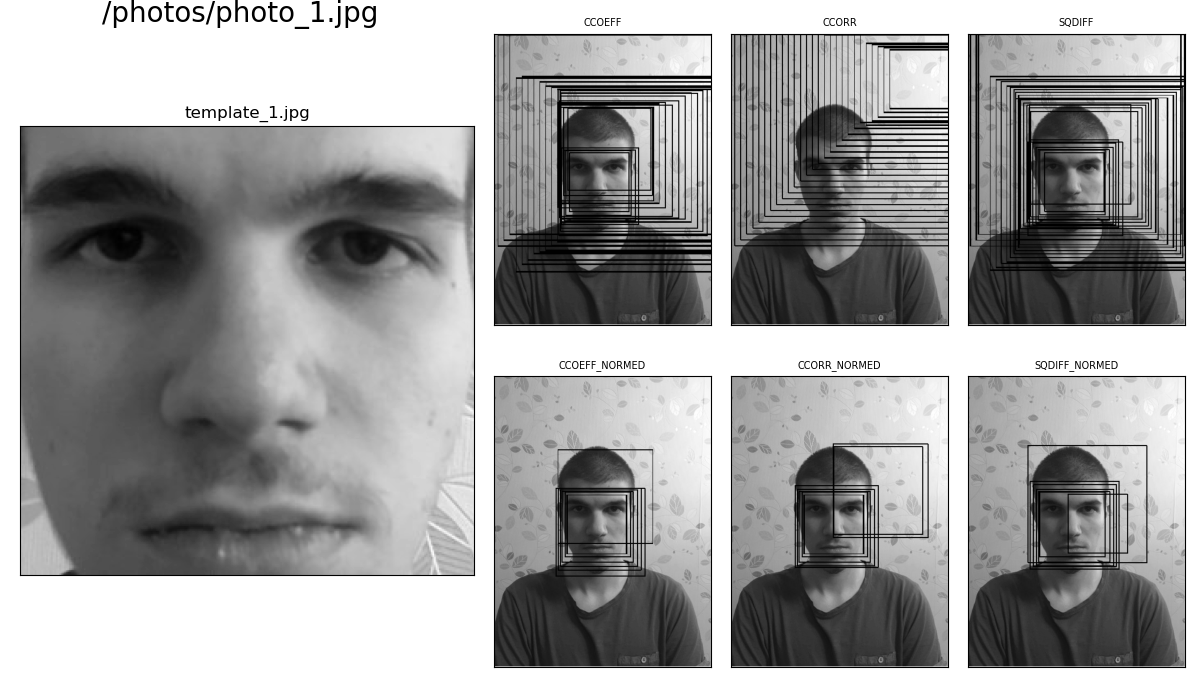 /photos/photo_1.jpg
template_1.jpg
CCOEFF
CCORR
SQDIFF
CCOEFF_NORMED
CCORR_NORMED
SQDIFF_NORMED